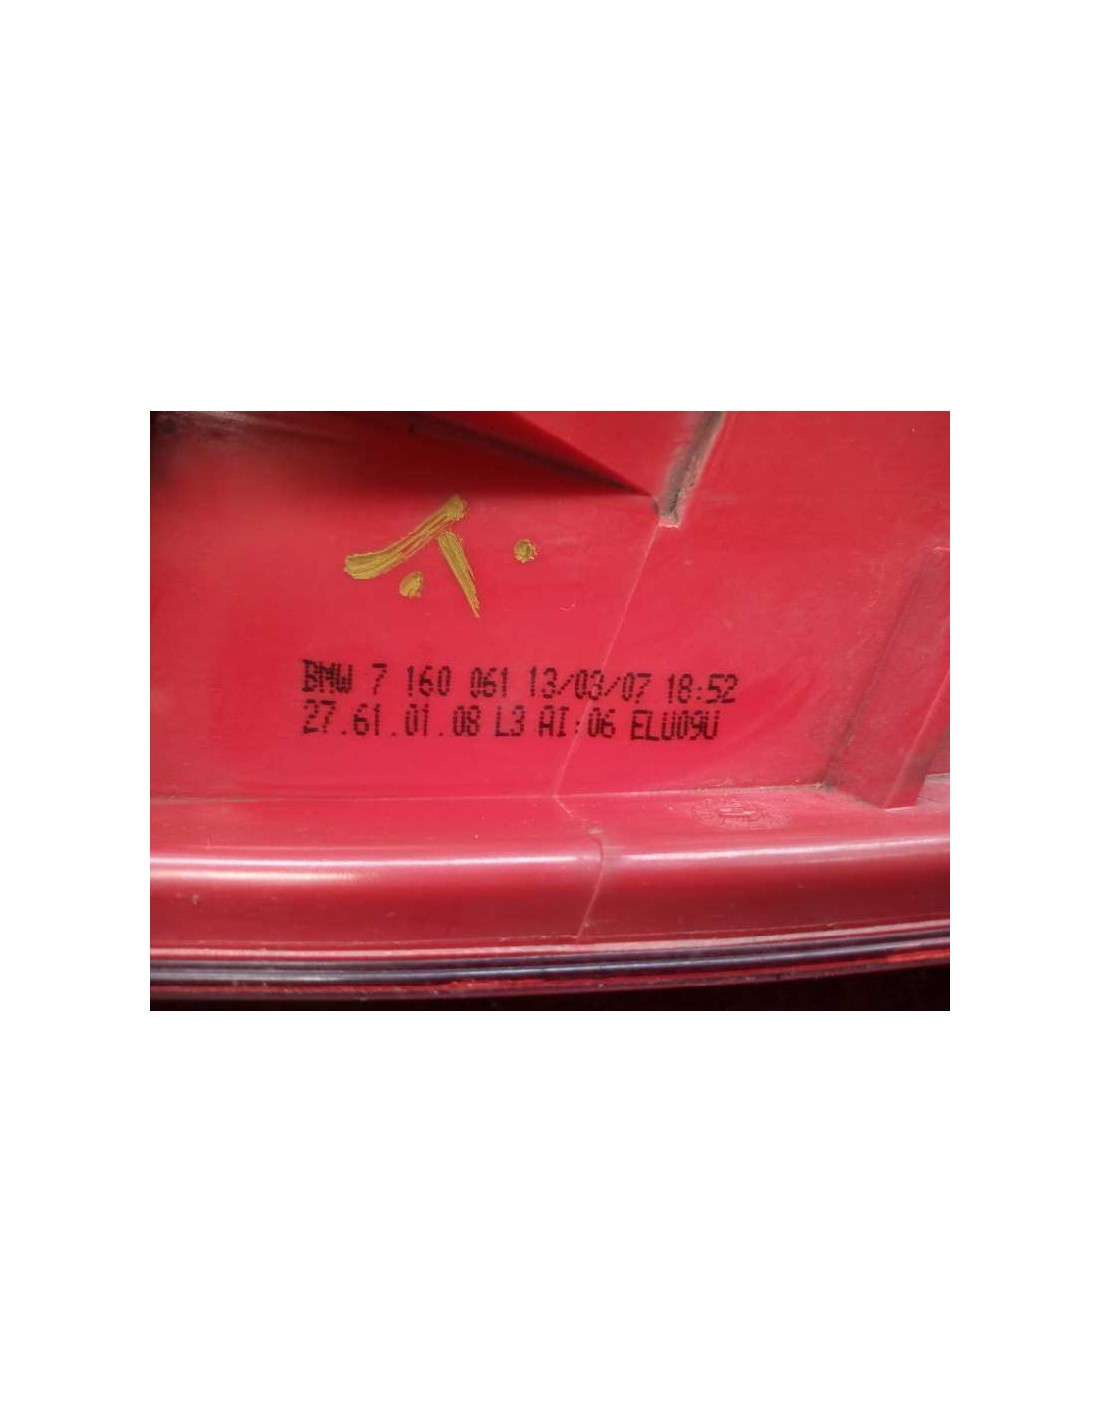 BMW 7 160 061 13/03/07 18:52
27.61.01.08 L3 AI:06 ELU09U